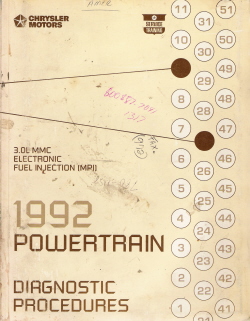 CHRYSLER
MOTORS
SERVICE
TRAINING
3.0L MMC
ELECTRONIC
FUEL INJECTION (MPI)
1992
POWERTRAIN
DIAGNOSTIC
PROCEDURES
11 31 51
10 30 50
29 49
8 28 48
7 47
6 26 46
5 25 45
4 24 44
3 23 43
2 22 42
1 21 41